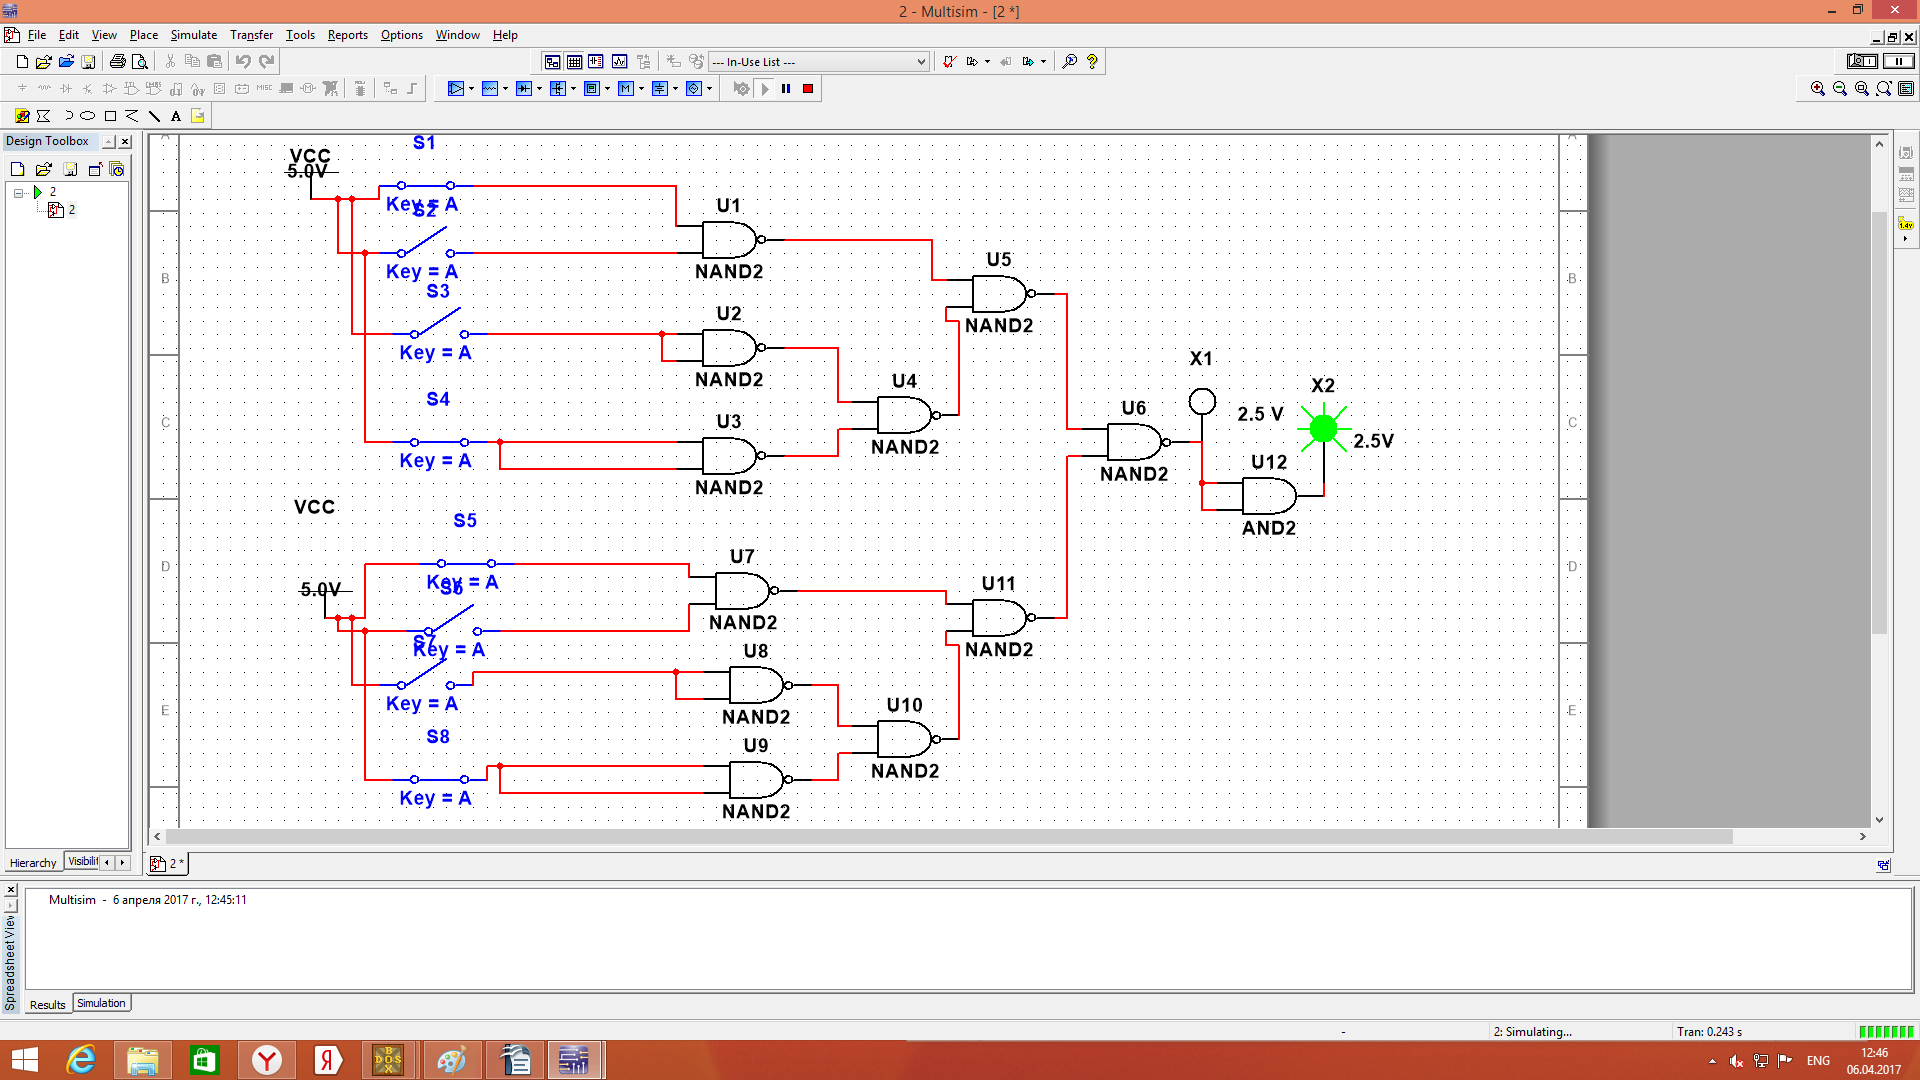 2 - Multisim - [2 *]
File Edit View Place Simulate Transfer Tools Reports Options Window Help
--- In-Use List ---
MISC
A
Design Toolbox
2
2
S1
VCC
5.0V
Key = A
S2
U1
Key = A
NAND2
S3
U5
B
B
U2
NAND2
Key = A
X1
NAND2
U4
X2
S4
U6
2.5 V
U3
C
C
NAND2
2.5V
Key = A
U12
NAND2
NAND2
VCC
S5
AND2
U7
D
D
Key = A
U11
5.0V
S6
NAND2
S7
Key = A
U8
NAND2
Key = A
U10
E
E
NAND2
S8
U9
NAND2
Key = A
NAND2
Hierarchy Visibilit
2 *
Multisim - 6 апреля 2017 г., 12:45:11
Spreadsheet View
Results Simulation
- 2: Simulating... Tran: 0.243 s
ENG
12:46
06.04.2017